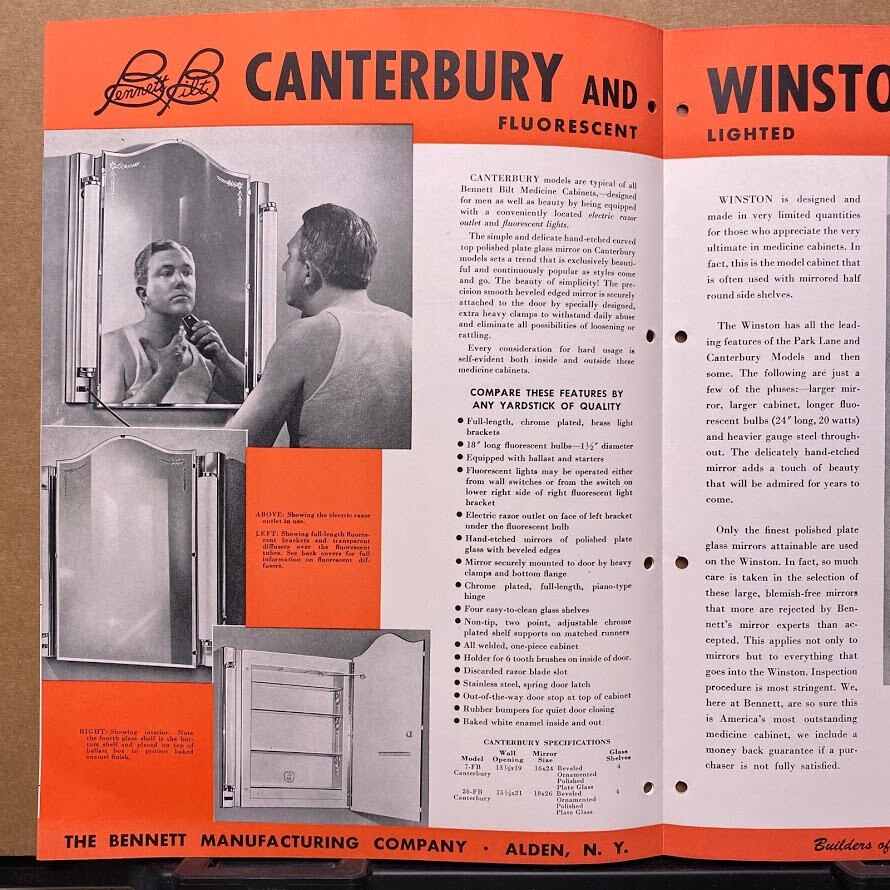 Bennett Bilt
CANTERBURY AND
FLUORESCENT
CANTERBURY models are typical of all
Bennett Bilt Medicine Cabinets,—designed
for men as well as beauty by being equipped
with a conveniently located electric razor
outlet and fluorescent lights.
The simple and delicate hand-etched curved
top polished plate glass mirror on Canterbury
models sets a trend that is exclusively beauti-
ful and continuously popular as styles come
and go. The beauty of simplicity! The pre-
cision smooth beveled edged mirror is securely
attached to the door by specially designed,
extra heavy clamps to withstand daily abuse
and eliminate all possibilities of loosening or
rattling.
Every consideration for hard usage is
self-evident both inside and outside these
medicine cabinets.
COMPARE THESE FEATURES BY
ANY YARDSTICK OF QUALITY
● Full-length, chrome plated, brass light
brackets
● 18" long fluorescent bulbs—1½" diameter
● Equipped with ballast and starters
● Fluorescent lights may be operated either
from wall switches or from the switch on
lower right side of right fluorescent light
bracket
● Electric razor outlet on face of left bracket
under the fluorescent bulb
● Hand-etched mirrors of polished plate
glass with beveled edges
● Mirror securely mounted to door by heavy
clamps and bottom flange
● Chrome plated, full-length, piano-type
hinge
● Four easy-to-clean glass shelves
● Non-tip, two point, adjustable chrome
plated shelf supports on matched runners
● All welded, one-piece cabinet
● Holder for 6 tooth brushes on inside of door.
● Discarded razor blade slot
● Stainless steel, spring door latch
● Out-of-the-way door stop at top of cabinet
● Rubber bumpers for quiet door closing
● Baked white enamel inside and out
CANTERBURY SPECIFICATIONS
Wall Mirror Glass
Model Opening Size Shelves
7-FB 13½x19 16x24 Beveled 4
Canterbury Ornamented
Polished
Plate Glass
26-FB 15½x21 18x26 Beveled 4
Canterbury Ornamented
Polished
Plate Glass
ABOVE: Showing the electric razor
outlet in use.
LEFT: Showing full-length fluores-
cent brackets and transparent
diffusers over the fluorescent
tubes. See back covers for full
information on fluorescent dif-
fusers.
RIGHT: Showing interior. Note
the fourth glass shelf is the bot-
tom shelf and placed on top of
ballast box to protect baked
enamel finish.
THE BENNETT MANUFACTURING COMPANY · ALDEN, N. Y.
WINSTO
LIGHTED
WINSTON is designed and
made in very limited quantities
for those who appreciate the very
ultimate in medicine cabinets. In
fact, this is the model cabinet that
is often used with mirrored half
round side shelves.
The Winston has all the lead-
ing features of the Park Lane and
Canterbury Models and then
some. The following are just a
few of the pluses:—larger mir-
ror, larger cabinet, longer fluo-
rescent bulbs (24" long, 20 watts)
and heavier gauge steel through-
out. The delicately hand-etched
mirror adds a touch of beauty
that will be admired for years to
come.
Only the finest polished plate
glass mirrors attainable are used
on the Winston. In fact, so much
care is taken in the selection of
these large, blemish-free mirrors
that more are rejected by Ben-
nett's mirror experts than ac-
cepted. This applies not only to
mirrors but to everything that
goes into the Winston. Inspection
procedure is most stringent. We,
here at Bennett, are so sure this
is America's most outstanding
medicine cabinet, we include a
money back guarantee if a pur-
chaser is not fully satisfied.
Builders of